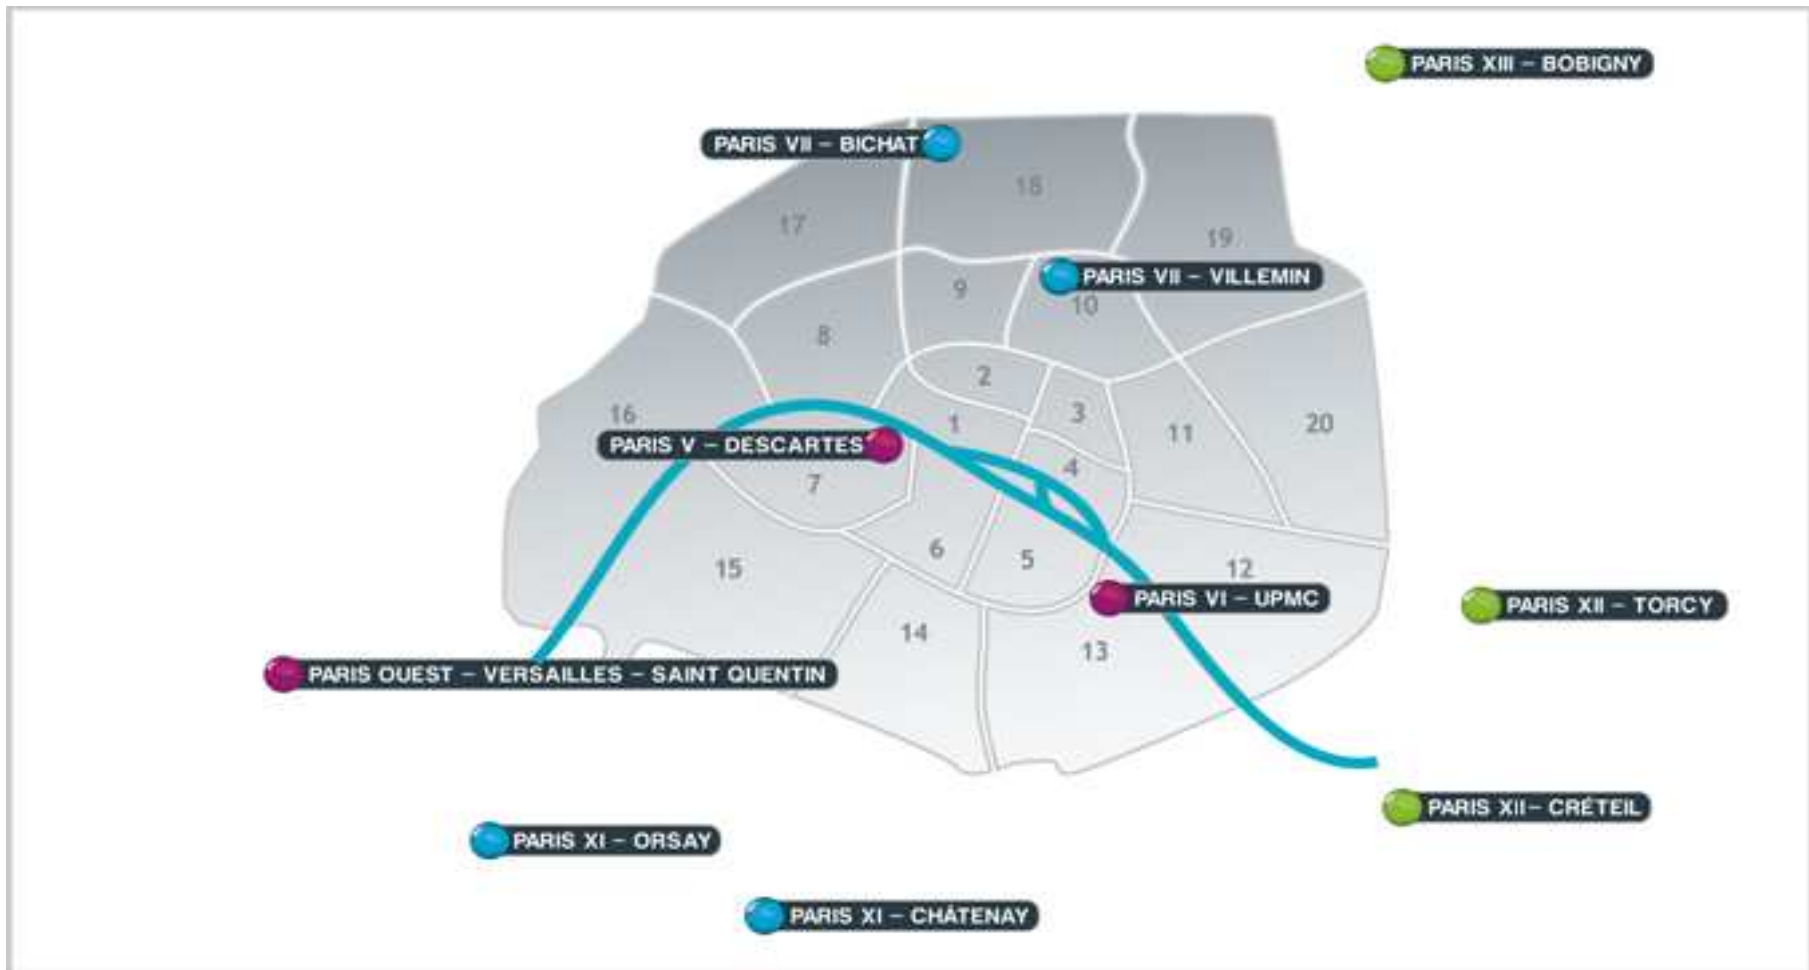 PARIS XIII – BOBIGNY
PARIS VII – BICHAT
18
17
19
PARIS VII – VILLEMIN
9
10
8
2
16
3
1
20
11
PARIS V – DESCARTES
4
7
6
5
15
12
PARIS VI – UPMC
PARIS XII – TORCY
14
13
PARIS OUEST – VERSAILLES – SAINT QUENTIN
PARIS XII – CRÉTEIL
PARIS XI – ORSAY
PARIS XI – CHÂTENAY